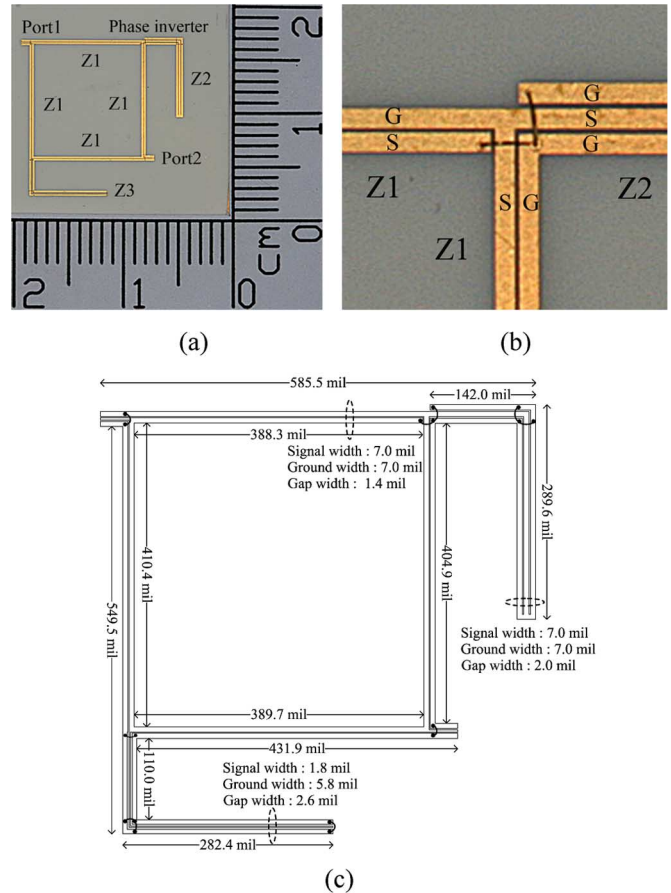 Port1
Phase inverter
Z1
Z2
Z1
Z1
Z1
Port2
Z3
2
1
0
Cm
2
1
0
G
G
S
S
G
Z1
S
G
Z2
Z1
(a)
(b)
585.5 mil
142.0 mil
388.3 mil
Signal width : 7.0 mil
Ground width : 7.0 mil
Gap width : 1.4 mil
289.6 mil
410.4 mil
404.9 mil
549.5 mil
Signal width : 7.0 mil
Ground width : 7.0 mil
Gap width : 2.0 mil
389.7 mil
431.9 mil
110.0 mil
Signal width : 1.8 mil
Ground width : 5.8 mil
Gap width : 2.6 mil
282.4 mil
(c)